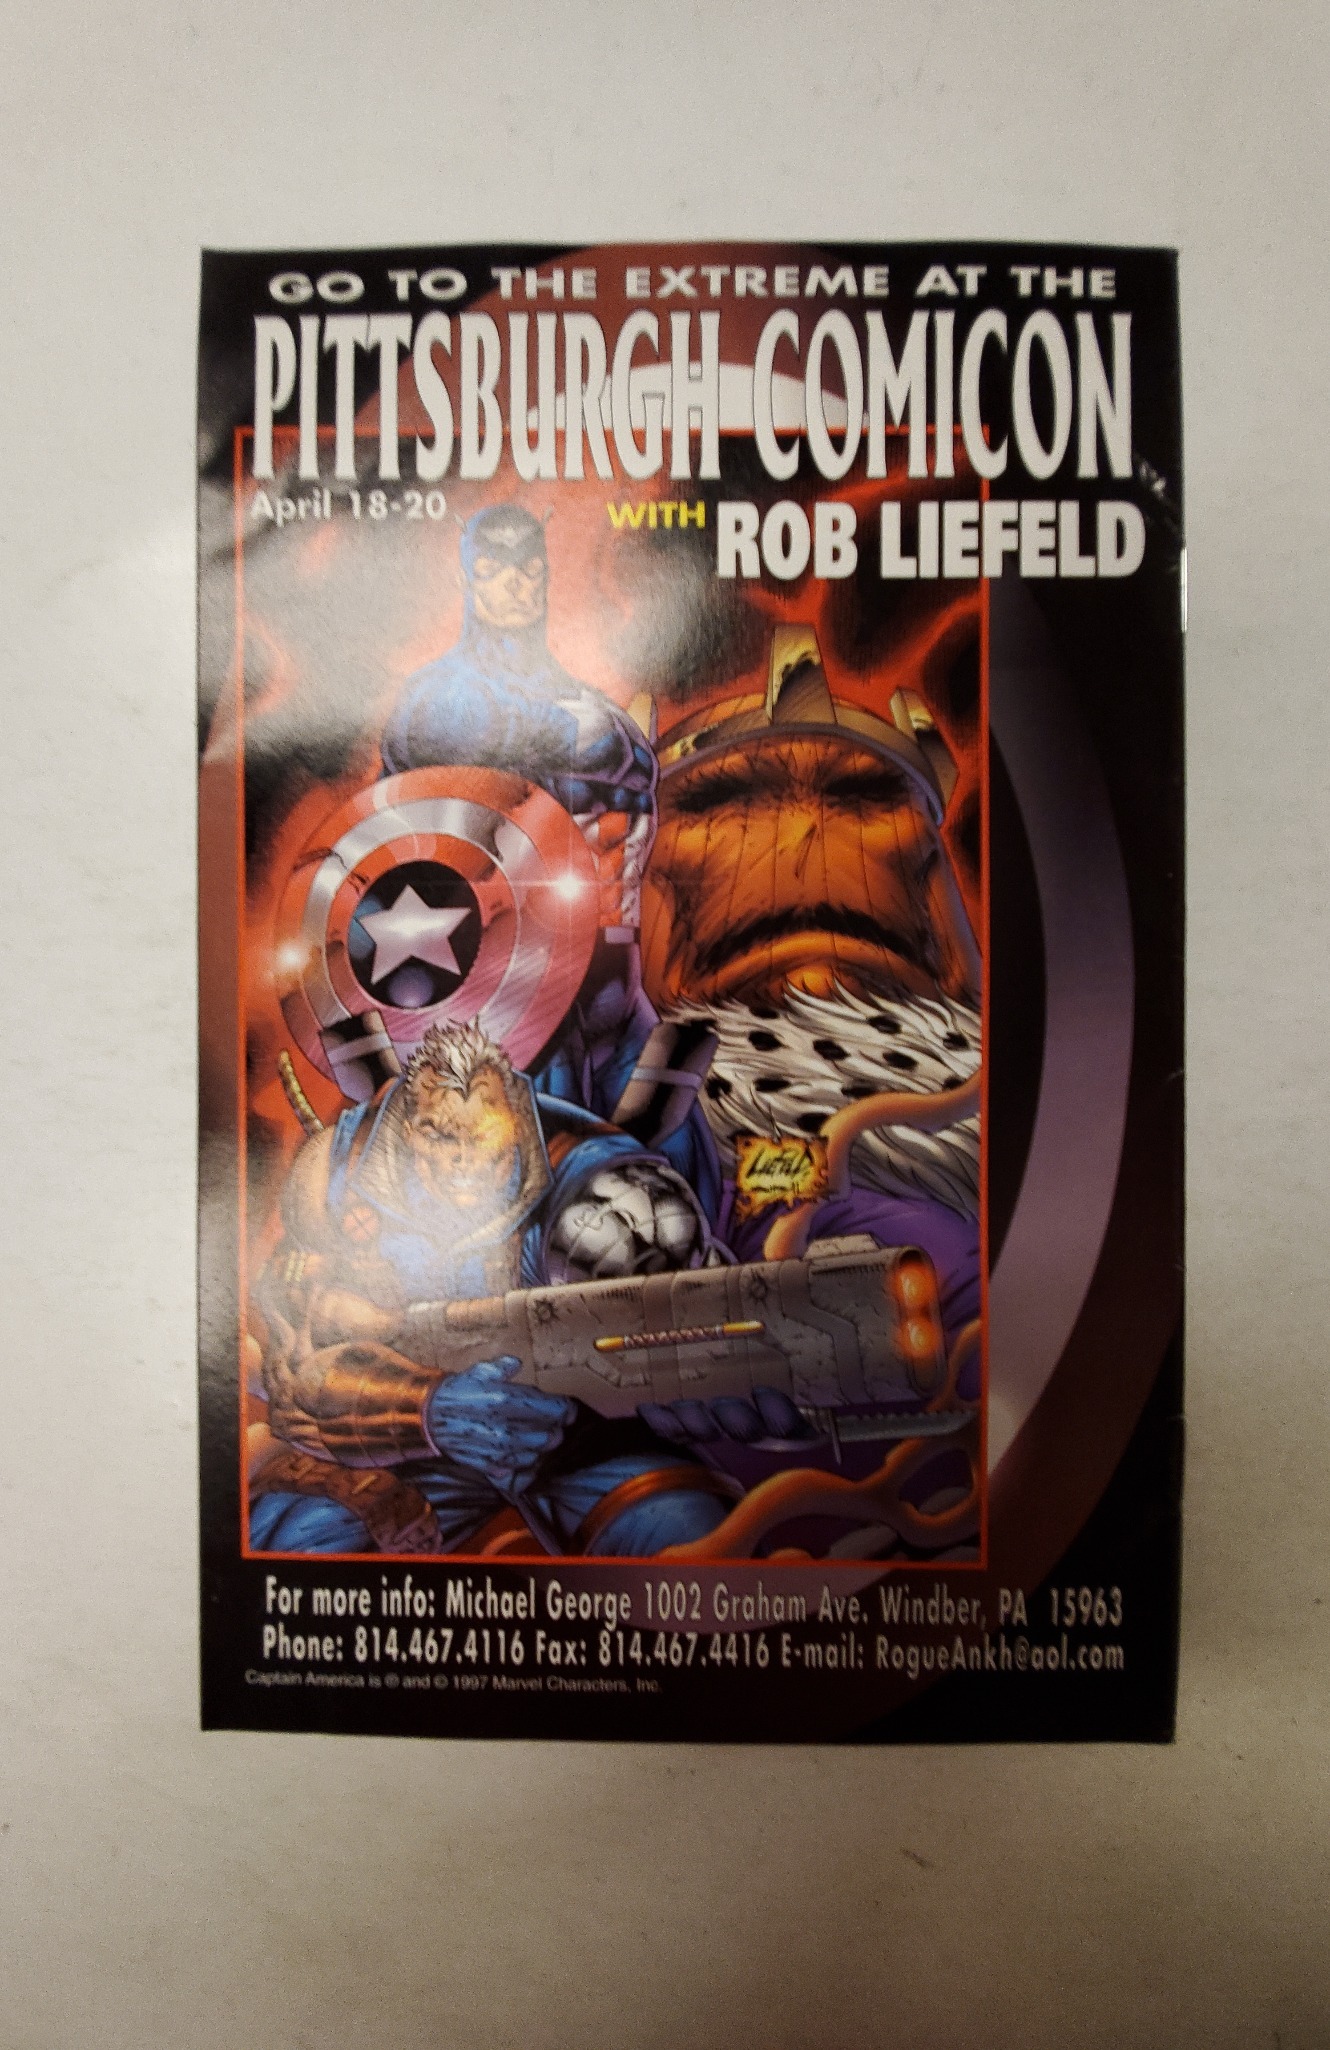 GO TO THE EXTREME AT THE
PITTSBURGH COMICON
April 18-20
WITH ROB LIEFELD
LIEFELD
For more info: Michael George 1002 Graham Ave. Windber, PA 15963
Phone: 814.467.4116 Fax: 814.467.4416 E-mail: RogueAnkh@aol.com
Captain America is ® and © 1997 Marvel Characters, Inc.